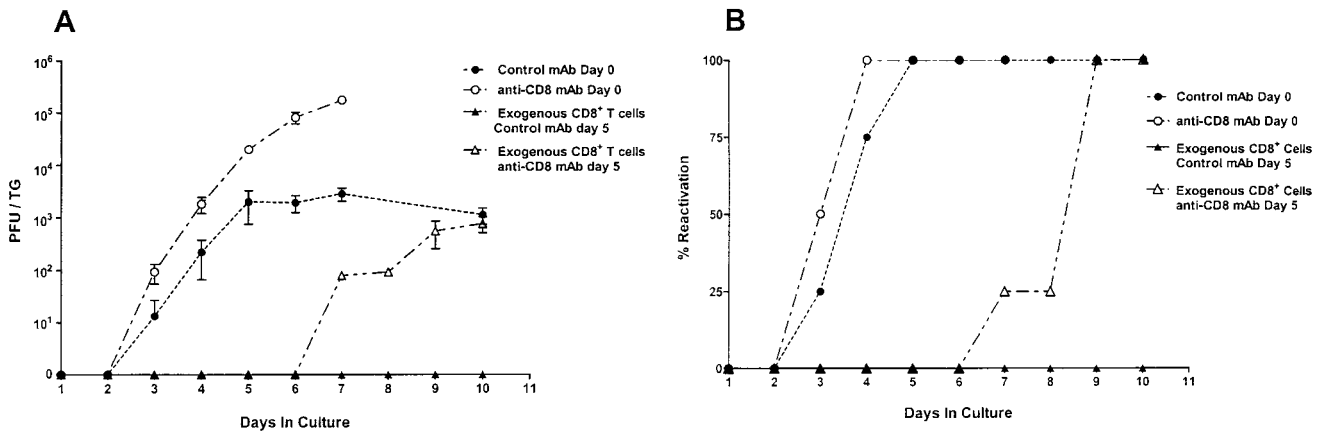 A
10⁶
10⁵
10⁴
10³
10²
10¹
0
PFU / TG
1 2 3 4 5 6 7 8 9 10 11
Days In Culture
Control mAb Day 0
anti-CD8 mAb Day 0
Exogenous CD8⁺ T cells
Control mAb day 5
Exogenous CD8⁺ T cells
anti-CD8 mAb day 5
B
100
75
50
25
0
% Reactivation
1 2 3 4 5 6 7 8 9 10 11
Days In Culture
Control mAb Day 0
anti-CD8 mAb Day 0
Exogenous CD8⁺ Cells
Control mAb Day 5
Exogenous CD8⁺ Cells
anti-CD8 mAb Day 5